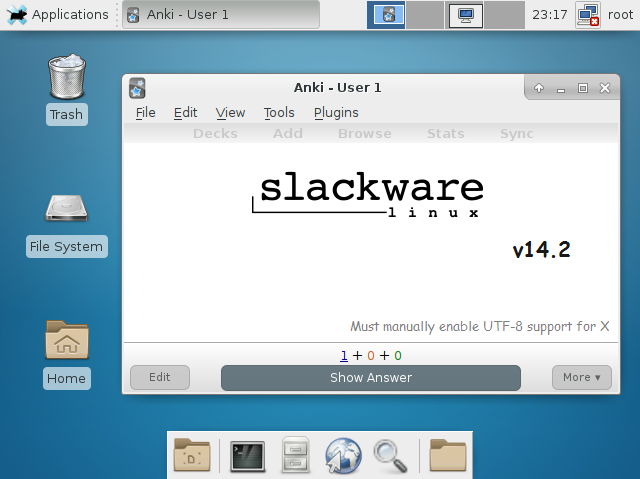 Applications Anki - User 1 23:17 root
Trash
File System
Home
Anki - User 1
File Edit View Tools Plugins
Decks Add Browse Stats Sync
slackware
linux
v14.2
Must manually enable UTF-8 support for X
1 + 0 + 0
Edit Show Answer More ▾